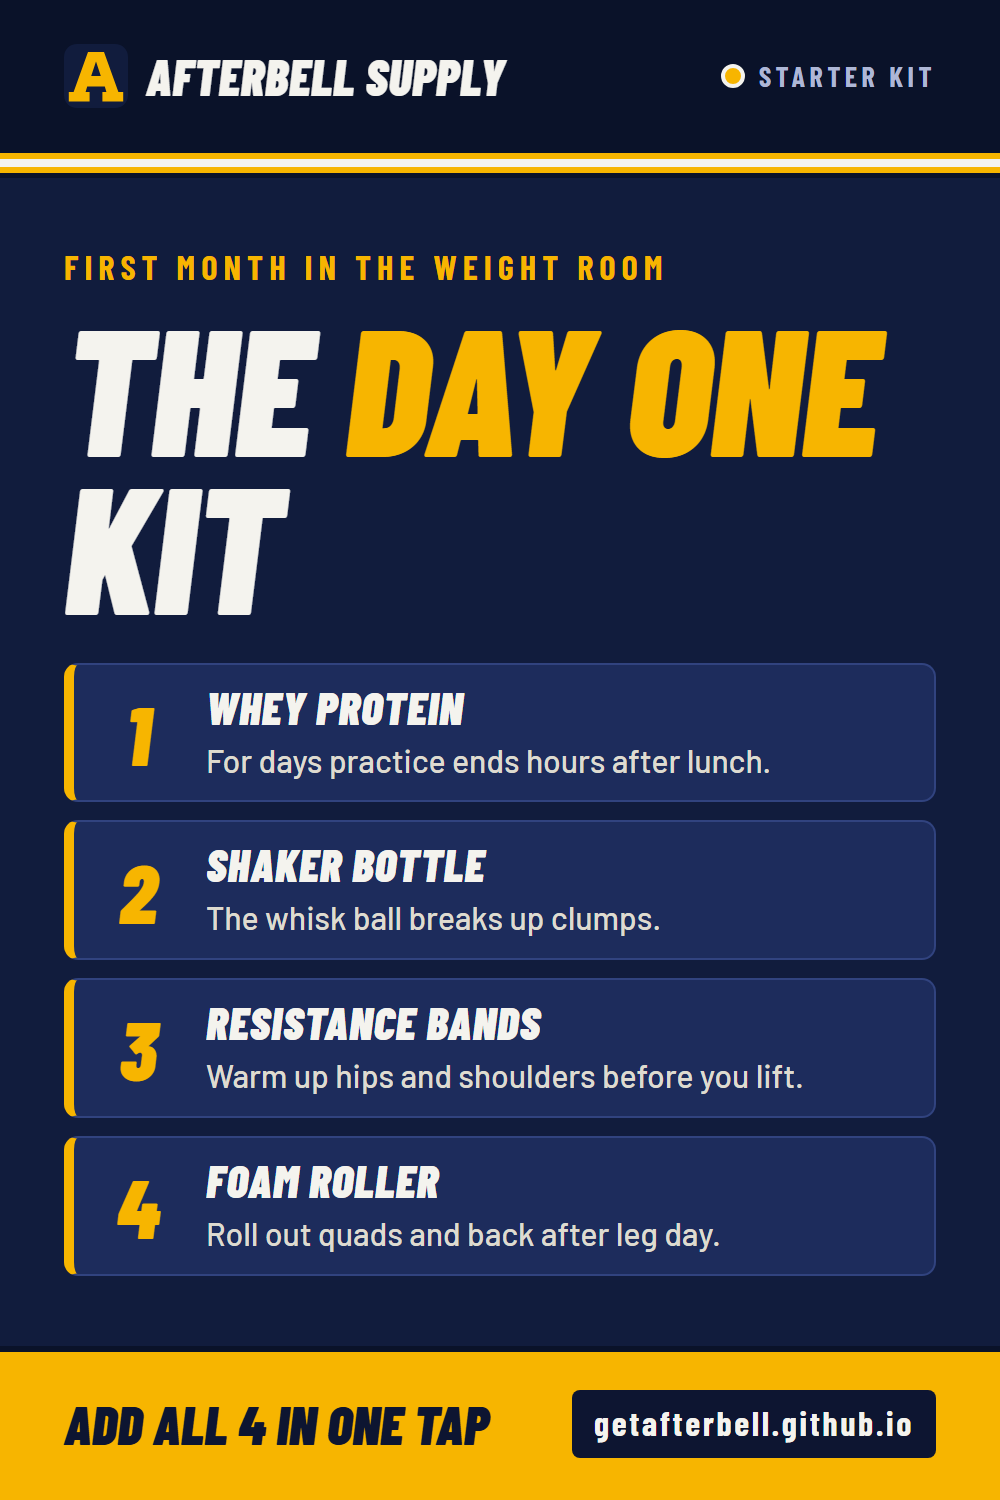 A AFTERBELL SUPPLY
STARTER KIT
FIRST MONTH IN THE WEIGHT ROOM
THE DAY ONE
KIT
1
WHEY PROTEIN
For days practice ends hours after lunch.
2
SHAKER BOTTLE
The whisk ball breaks up clumps.
3
RESISTANCE BANDS
Warm up hips and shoulders before you lift.
4
FOAM ROLLER
Roll out quads and back after leg day.
ADD ALL 4 IN ONE TAP
getafterbell.github.io